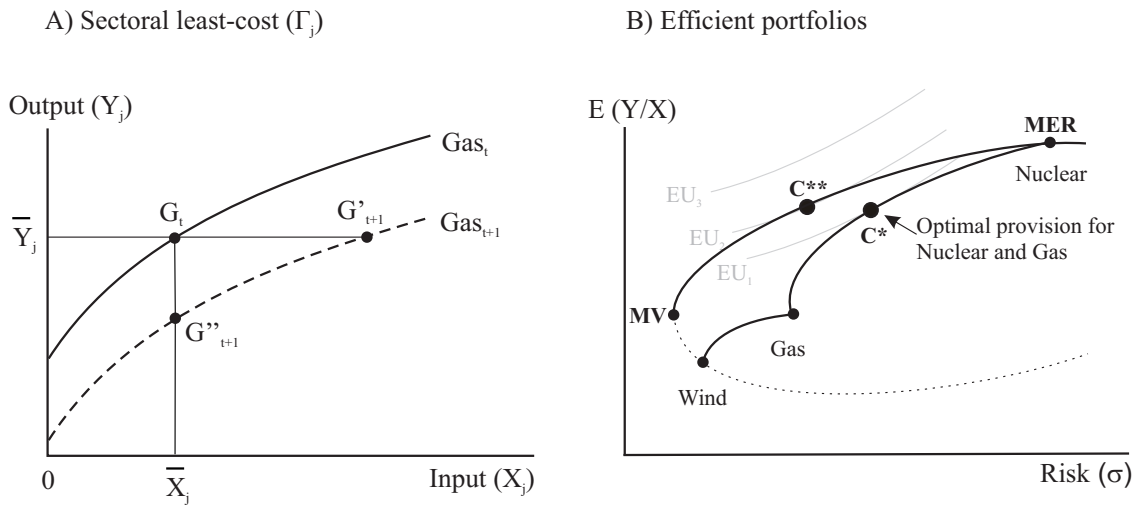 A) Sectoral least-cost (Γj)
Output (Yj)
Gast
Gt
G't+1
Gast+1
Y̅j
G''t+1
0
X̅j
Input (Xj)
B) Efficient portfolios
E (Y/X)
MER
Nuclear
EU3
C**
EU2
C*
Optimal provision for
Nuclear and Gas
EU1
MV
Gas
Wind
Risk (σ)